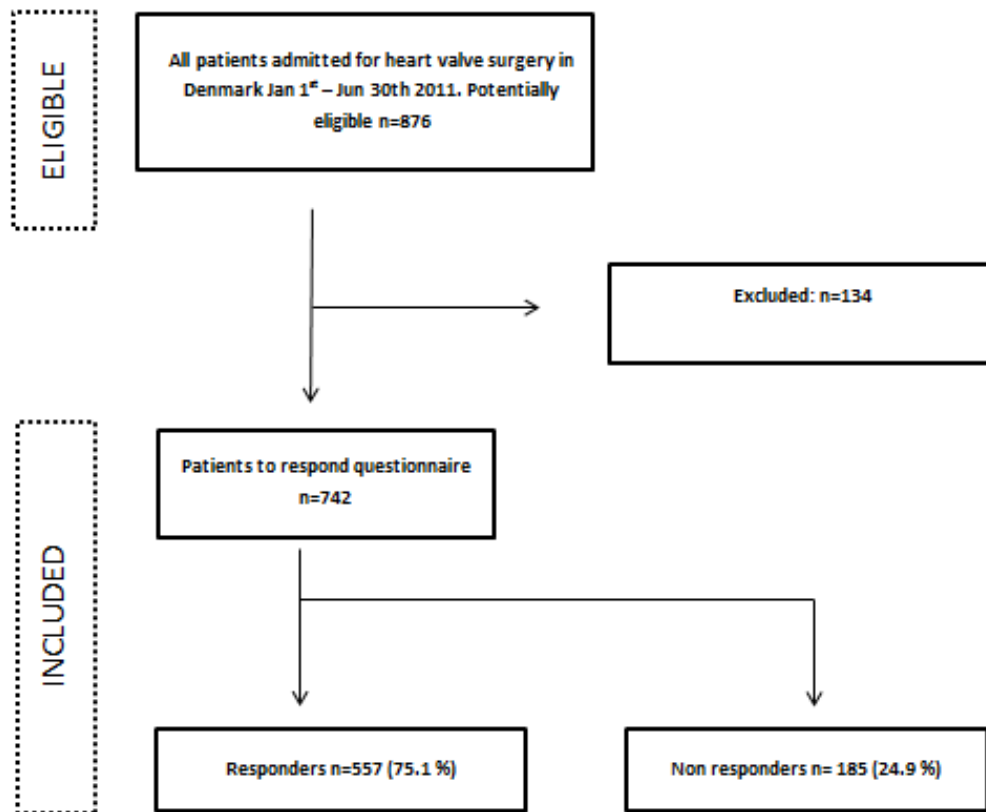 ELIGIBLE
All patients admitted for heart valve surgery in
Denmark Jan 1st – Jun 30th 2011. Potentially
eligible n=876
Excluded: n=134
INCLUDED
Patients to respond questionnaire
n=742
Responders n=557 (75.1 %)
Non responders n= 185 (24.9 %)